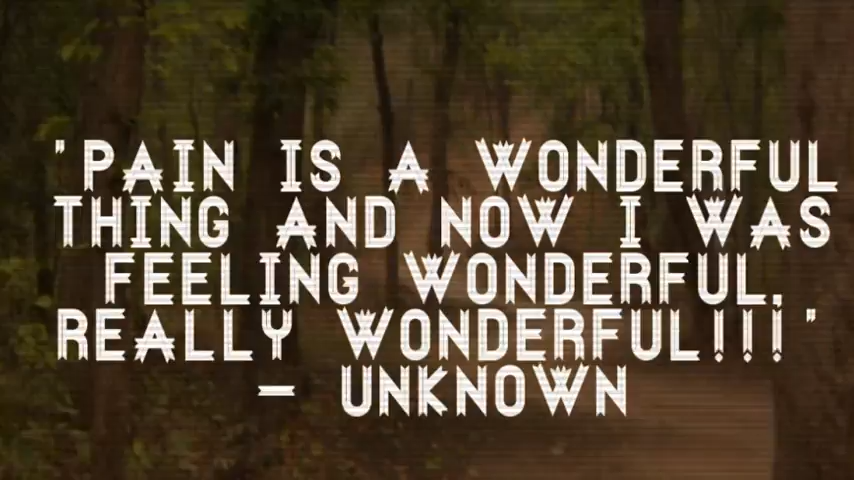 "PAIN IS A WONDERFUL
THING AND NOW I WAS
FEELING WONDERFUL,
REALLY WONDERFUL!!!"
- UNKNOWN